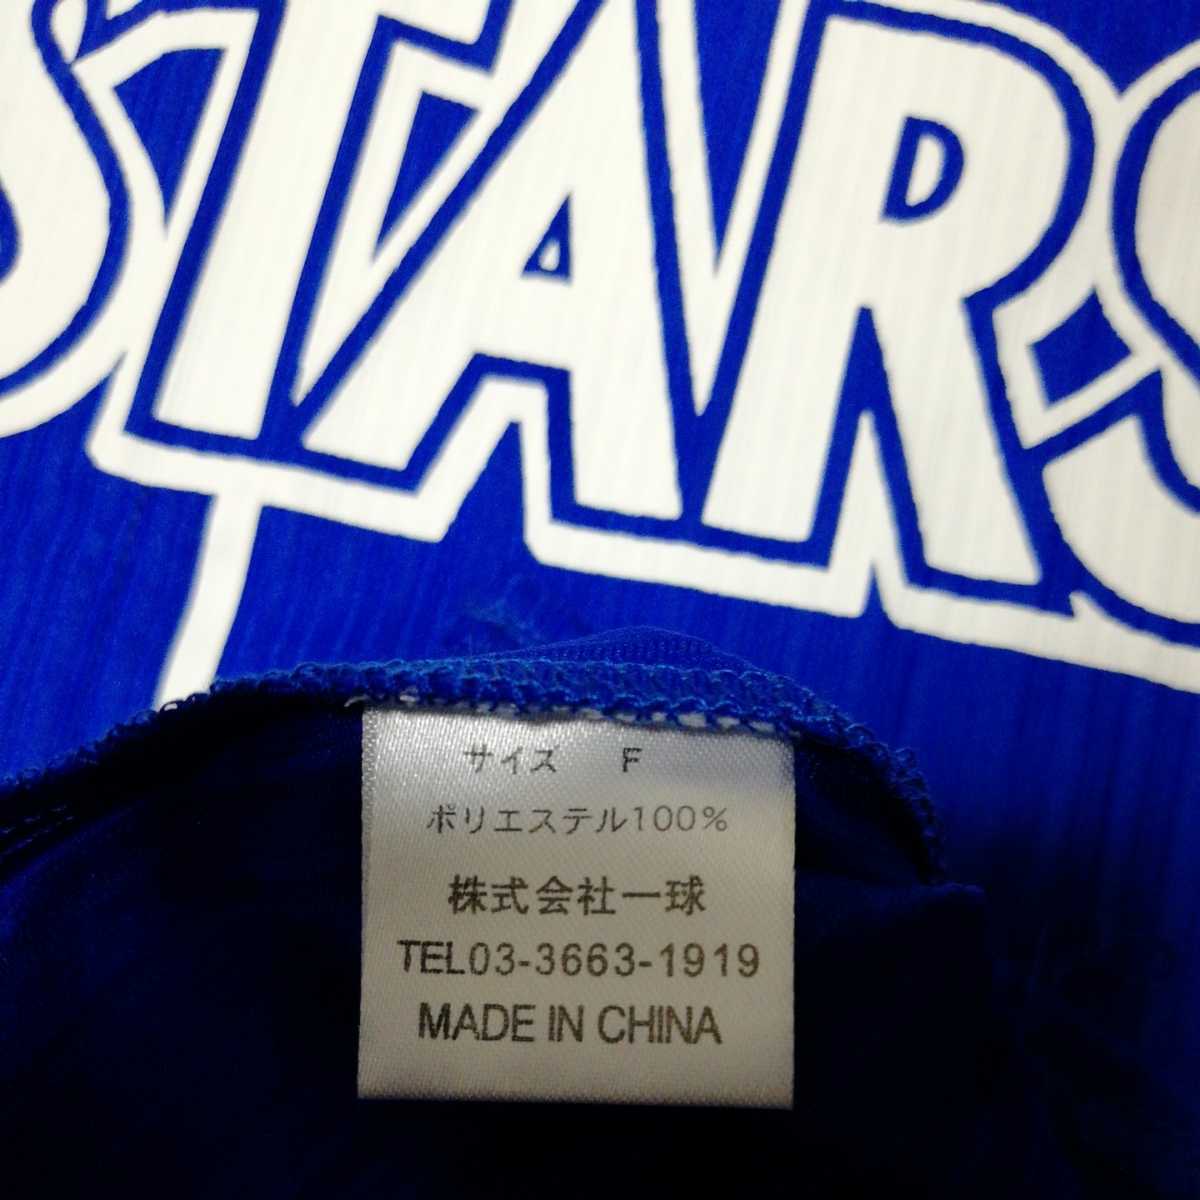 STARS
サイズ F
ポリエステル100%
株式会社一球
TEL03-3663-1919
MADE IN CHINA